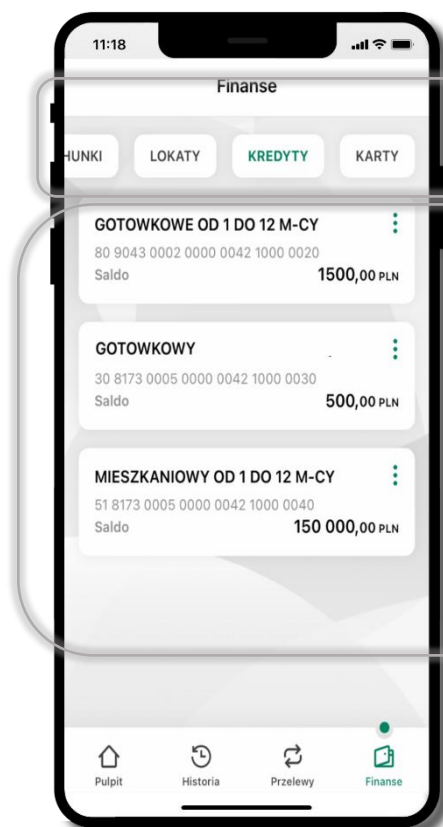 11:18
Finanse
HUNKI LOKATY KREDYTY KARTY
GOTOWKOWE OD 1 DO 12 M-CY
80 9043 0002 0000 0042 1000 0020
Saldo 1500,00 PLN
GOTOWKOWY
30 8173 0005 0000 0042 1000 0030
Saldo 500,00 PLN
MIESZKANIOWY OD 1 DO 12 M-CY
51 8173 0005 0000 0042 1000 0040
Saldo 150 000,00 PLN
Pulpit Historia Przelewy Finanse